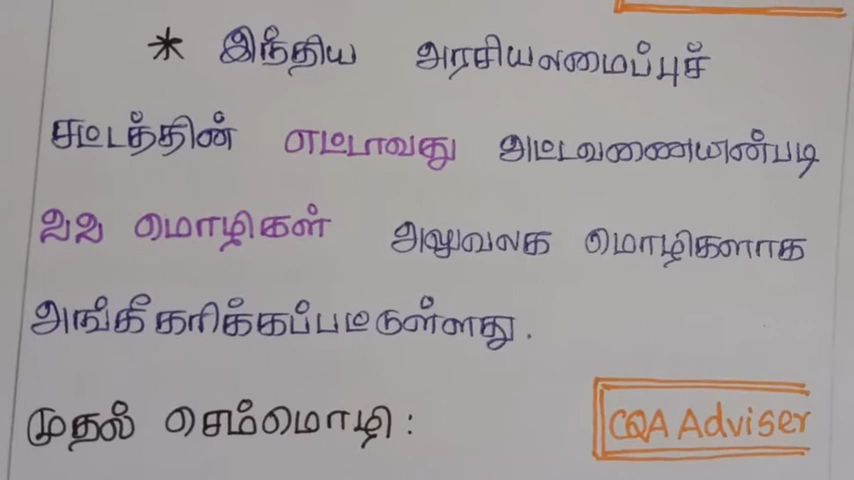 * இந்திய அரசியலமைப்புச்
சட்டத்தின் எட்டாவது அட்டவணையின்படி
22 மொழிகள் அலுவலக மொழிகளாக
அங்கீகரிக்கப்பட்டுள்ளது.
முதல் செம்மொழி:
CQA Adviser